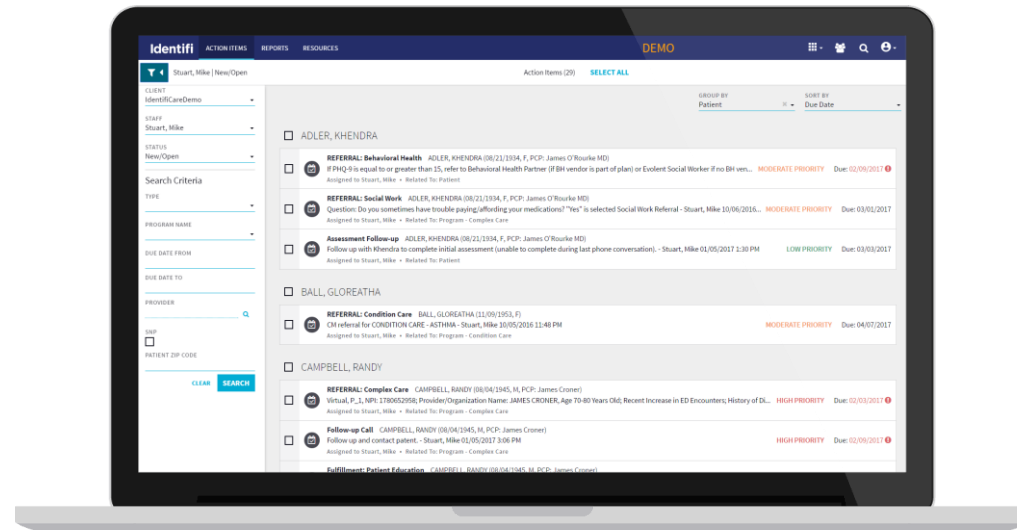 Identifi ACTION ITEMS REPORTS RESOURCES DEMO
Stuart, Mike | New/Open Action Items (29) SELECT ALL
CLIENT
IdentifiCareDemo
STAFF
Stuart, Mike
STATUS
New/Open
Search Criteria
TYPE
PROGRAM NAME
DUE DATE FROM
DUE DATE TO
PROVIDER
SNP
PATIENT ZIP CODE
CLEAR SEARCH
GROUP BY SORT BY
Patient Due Date
ADLER, KHENDRA
REFERRAL: Behavioral Health ADLER, KHENDRA (08/21/1934, F, PCP: James O'Rourke MD)
If PHQ-9 is equal to or greater than 15, refer to Behavioral Health Partner (if BH vendor is part of plan) or Evolent Social Worker if no BH ven... MODERATE PRIORITY Due: 02/09/2017
Assigned to Stuart, Mike • Related To: Patient
REFERRAL: Social Work ADLER, KHENDRA (08/21/1934, F, PCP: James O'Rourke MD)
Question: Do you sometimes have trouble paying/affording your medications? "Yes" is selected Social Work Referral - Stuart, Mike 10/06/2016... MODERATE PRIORITY Due: 03/01/2017
Assigned to Stuart, Mike • Related To: Program - Complex Care
Assessment Follow-up ADLER, KHENDRA (08/21/1934, F, PCP: James O'Rourke MD)
Follow up with Khendra to complete initial assessment (unable to complete during last phone conversation). - Stuart, Mike 01/05/2017 2:30 PM LOW PRIORITY Due: 03/03/2017
Assigned to Stuart, Mike • Related To: Patient
BALL, GLOREATHA
REFERRAL: Condition Care BALL, GLOREATHA (11/09/1953, F)
CM referral for CONDITION CARE - ASTHMA - Stuart, Mike 10/05/2016 11:48 PM MODERATE PRIORITY Due: 04/07/2017
Assigned to Stuart, Mike • Related To: Program - Condition Care
CAMPBELL, RANDY
REFERRAL: Complex Care CAMPBELL, RANDY (08/04/1945, M, PCP: James Croner)
Virtual, P_1, NPI: 1780652958; Provider/Organization Name: JAMES CRONER, Age 70-80 Years Old; Recent Increase in ED Encounters; History of Di... HIGH PRIORITY Due: 02/03/2017
Assigned to Stuart, Mike • Related To: Program - Complex Care
Follow-up Call CAMPBELL, RANDY (08/04/1945, M, PCP: James Croner)
Follow up and contact patent. - Stuart, Mike 01/05/2017 3:06 PM HIGH PRIORITY Due: 02/09/2017
Assigned to Stuart, Mike • Related To: Program - Complex Care
Fulfillment: Patient Education CAMPBELL, RANDY (08/04/1945, M, PCP: James Croner)